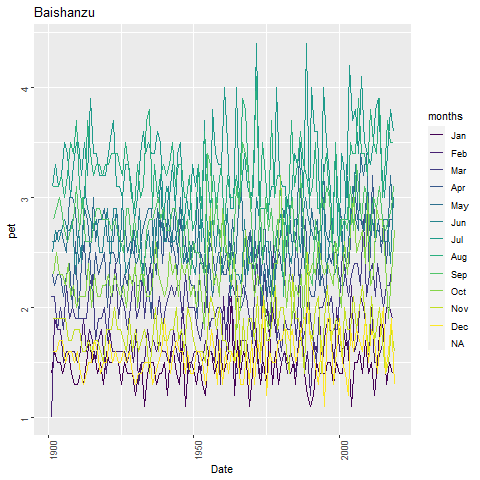 Baishanzu
pet
4
3
2
1
1900
1950
2000
Date
months
Jan
Feb
Mar
Apr
May
Jun
Jul
Aug
Sep
Oct
Nov
Dec
NA